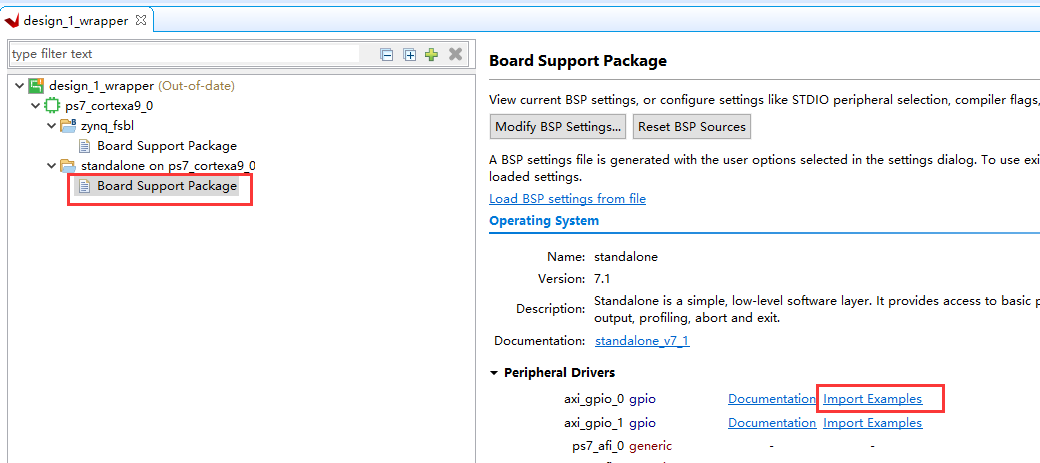 design_1_wrapper
type filter text
design_1_wrapper (Out-of-date)
ps7_cortexa9_0
zynq_fsbl
Board Support Package
standalone on ps7_cortexa9_0
Board Support Package
Board Support Package
View current BSP settings, or configure settings like STDIO peripheral selection, compiler flags,
Modify BSP Settings... Reset BSP Sources
A BSP settings file is generated with the user options selected in the settings dialog. To use exi
loaded settings.
Load BSP settings from file
Operating System
Name: standalone
Version: 7.1
Description: Standalone is a simple, low-level software layer. It provides access to basic p
output, profiling, abort and exit.
Documentation: standalone_v7_1
Peripheral Drivers
axi_gpio_0 gpio Documentation Import Examples
axi_gpio_1 gpio Documentation Import Examples
ps7_afi_0 generic - -